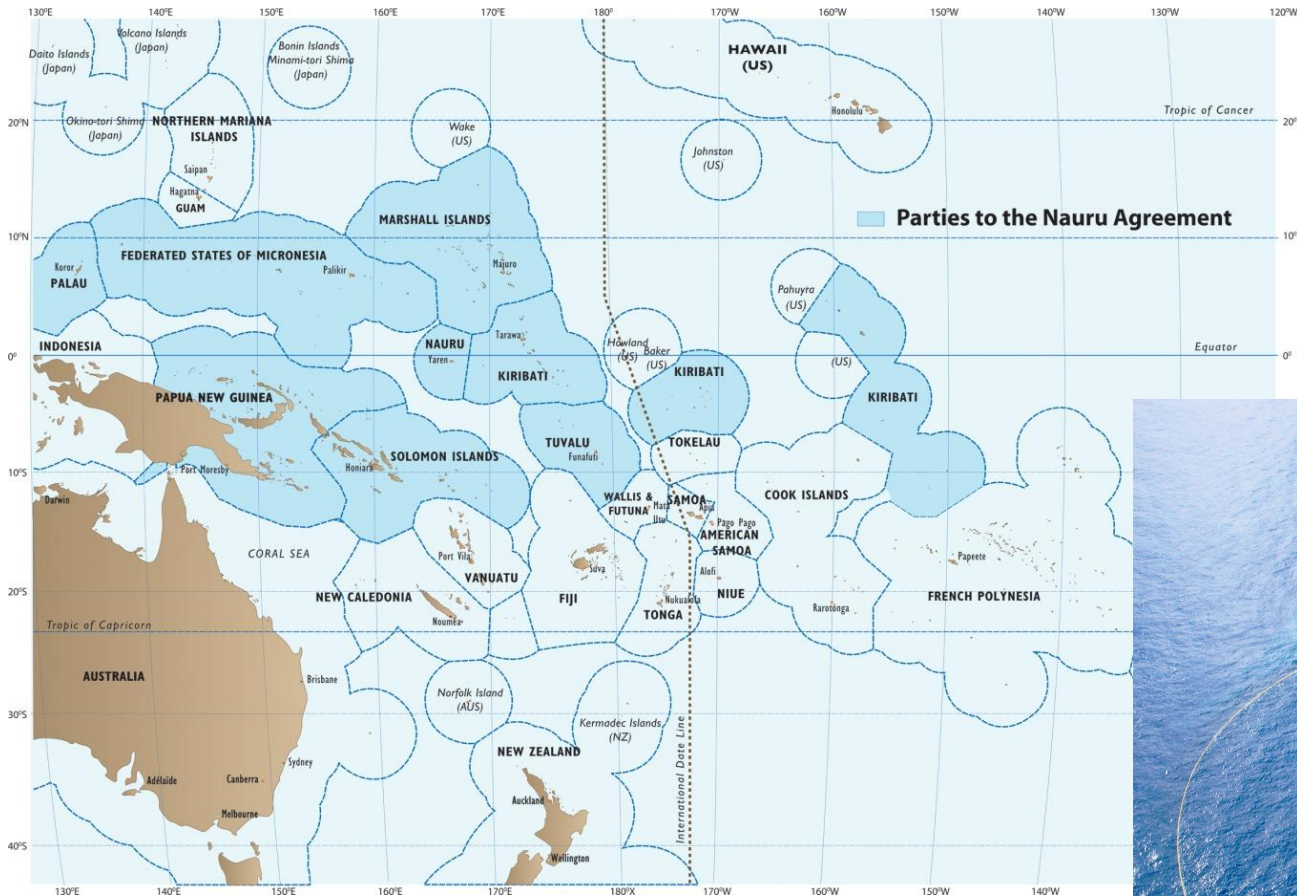 130°E 140°E 150°E 160°E 170°E 180° 170°W 160°W 150°W 140°W 130°W 120°W
Volcano Islands
(Japan)
Daito Islands
(Japan)
Bonin Islands
Minami-tori Shima
(Japan)
HAWAII
(US)
Honolulu
Tropic of Cancer
Okino-tori Shima
(Japan)
20°N
NORTHERN MARIANA
ISLANDS
Wake
(US)
Johnston
(US)
Saipan
Hagatna
GUAM
MARSHALL ISLANDS
Parties to the Nauru Agreement
10°N
FEDERATED STATES OF MICRONESIA
Koror
PALAU
Palikir
Majuro
Pahuyra
(US)
INDONESIA
0°
NAURU
Yaren
Tarawa
KIRIBATI
Howland
(US)
Baker
(US)
KIRIBATI
(US)
Equator
0°
KIRIBATI
PAPUA NEW GUINEA
TUVALU
Funafuti
TOKELAU
10°S
Port Moresby
Honiara
SOLOMON ISLANDS
COOK ISLANDS
Darwin
WALLIS &
FUTUNA
Mata
Utu
SAMOA
Apia
Pago Pago
AMERICAN
SAMOA
CORAL SEA
Port Vila
VANUATU
Suva
FIJI
Alofi
NIUE
Papeete
20°S
NEW CALEDONIA
Noumea
Nukualofa
TONGA
Rarotonga
FRENCH POLYNESIA
Tropic of Capricorn
AUSTRALIA
Brisbane
Norfolk Island
(AUS)
Kermadec Islands
(NZ)
30°S
NEW ZEALAND
International Date Line
Sydney
Adélaide
Canberra
Melbourne
Auckland
Wellington
40°S
130°E 140°E 150°E 160°E 170°E 180° 170°W 160°W 150°W